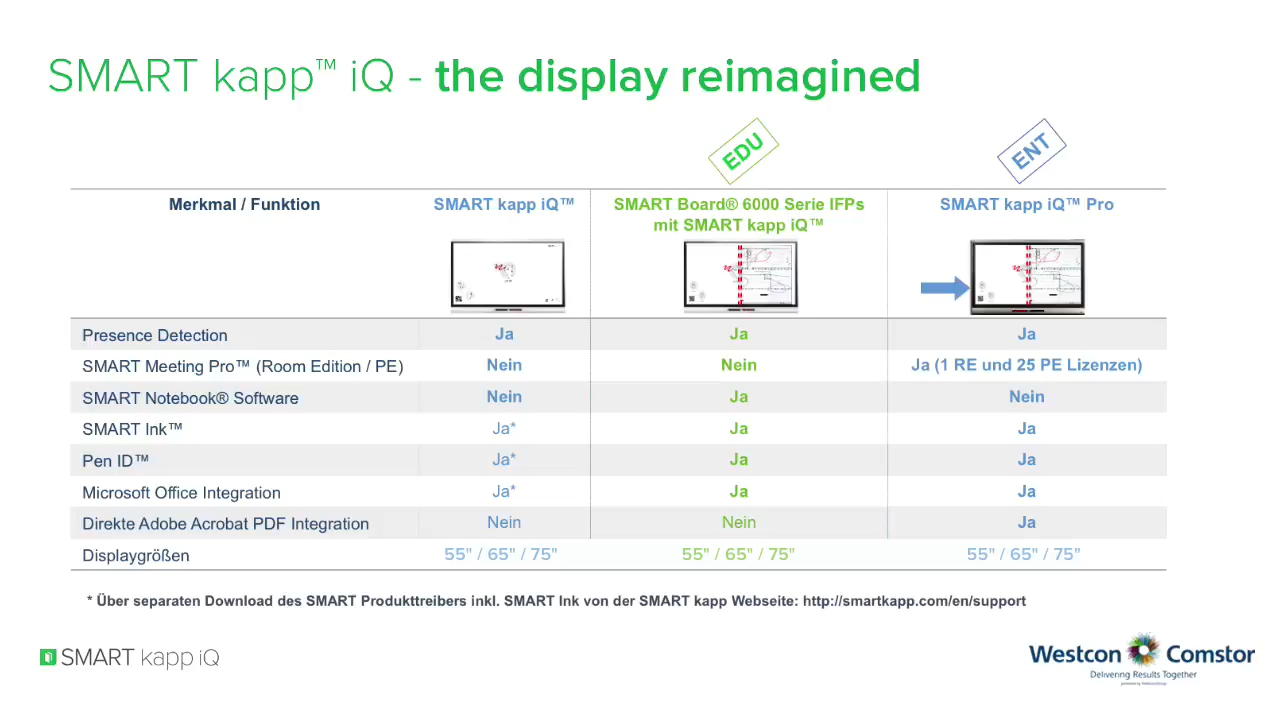 SMART kapp™ iQ - the display reimagined
EDU
ENT
Merkmal / Funktion
SMART kapp iQ™
SMART Board® 6000 Serie IFPs
mit SMART kapp iQ™
SMART kapp iQ™ Pro
Presence Detection Ja Ja Ja
SMART Meeting Pro™ (Room Edition / PE) Nein Nein Ja (1 RE und 25 PE Lizenzen)
SMART Notebook® Software Nein Ja Nein
SMART Ink™ Ja* Ja Ja
Pen ID™ Ja* Ja Ja
Microsoft Office Integration Ja* Ja Ja
Direkte Adobe Acrobat PDF Integration Nein Nein Ja
Displaygrößen 55" / 65" / 75" 55" / 65" / 75" 55" / 65" / 75"
* Über separaten Download des SMART Produkttreibers inkl. SMART Ink von der SMART kapp Webseite: http://smartkapp.com/en/support
SMART kapp iQ
Westcon Comstor
Delivering Results Together